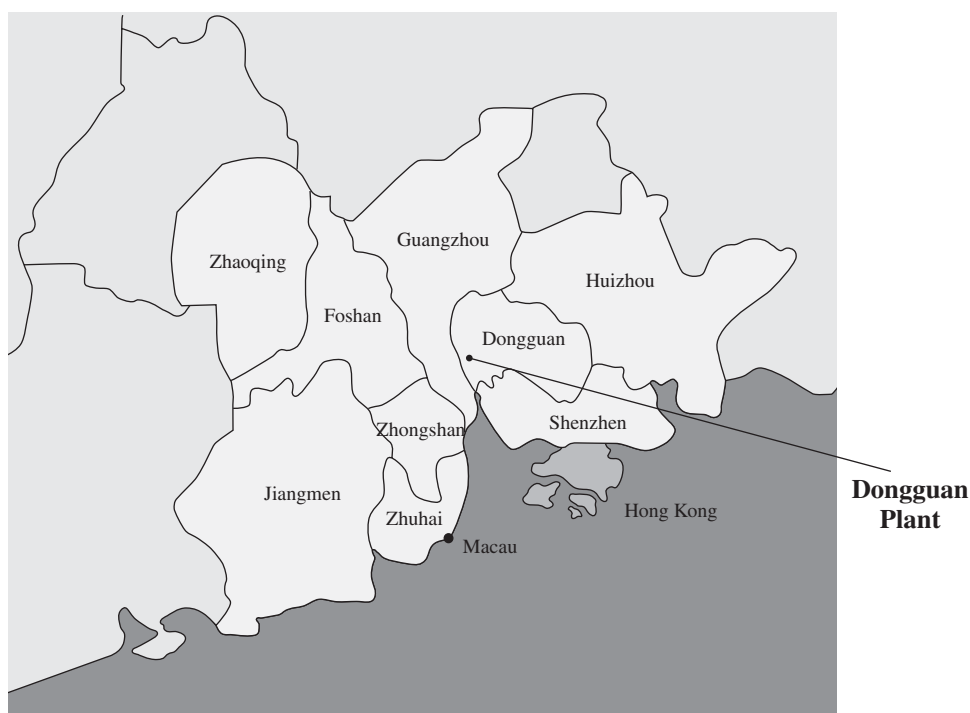 Guangzhou
Zhaoqing
Huizhou
Foshan
Dongguan
Shenzhen
Zhongshan
Jiangmen
Dongguan
Plant
Zhuhai
Hong Kong
Macau